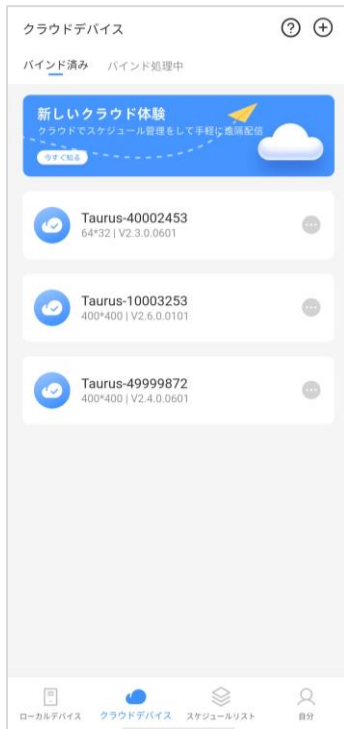 クラウドデバイス
バインド済み バインド処理中
新しいクラウド体験
クラウドでスケジュール管理をして手軽に遠隔配信
今すぐ知る
Taurus-40002453
64*32 | V2.3.0.0601
Taurus-10003253
400*400 | V2.6.0.0101
Taurus-49999872
400*400 | V2.4.0.0601
ローカルデバイス クラウドデバイス スケジュールリスト 自分